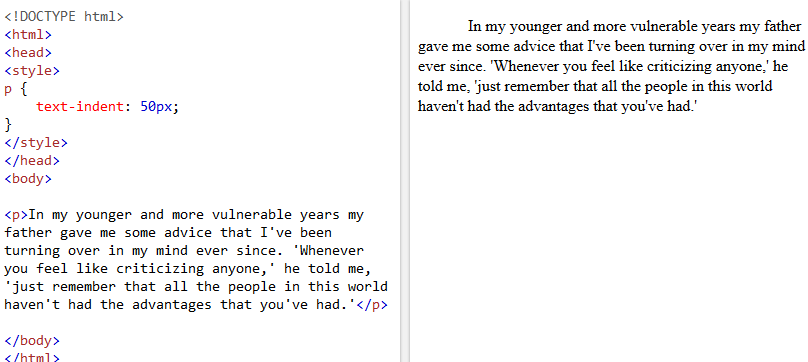 <!DOCTYPE html>
<html>
<head>
<style>
p {
    text-indent: 50px;
}
</style>
</head>
<body>

<p>In my younger and more vulnerable years my
father gave me some advice that I've been
turning over in my mind ever since. 'Whenever
you feel like criticizing anyone,' he told me,
'just remember that all the people in this world
haven't had the advantages that you've had.'</p>

</body>
</html>
In my younger and more vulnerable years my father
gave me some advice that I've been turning over in my mind
ever since. 'Whenever you feel like criticizing anyone,' he
told me, 'just remember that all the people in this world
haven't had the advantages that you've had.'